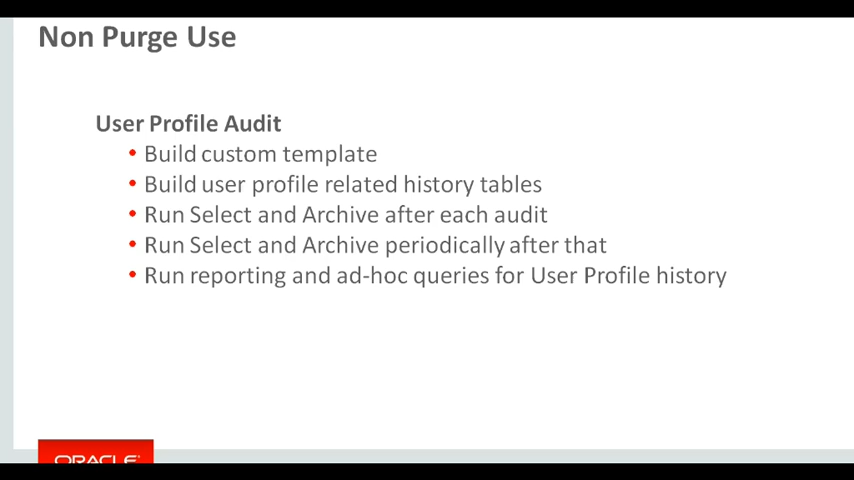 Non Purge Use
User Profile Audit
• Build custom template
• Build user profile related history tables
• Run Select and Archive after each audit
• Run Select and Archive periodically after that
• Run reporting and ad-hoc queries for User Profile history
ORACLE